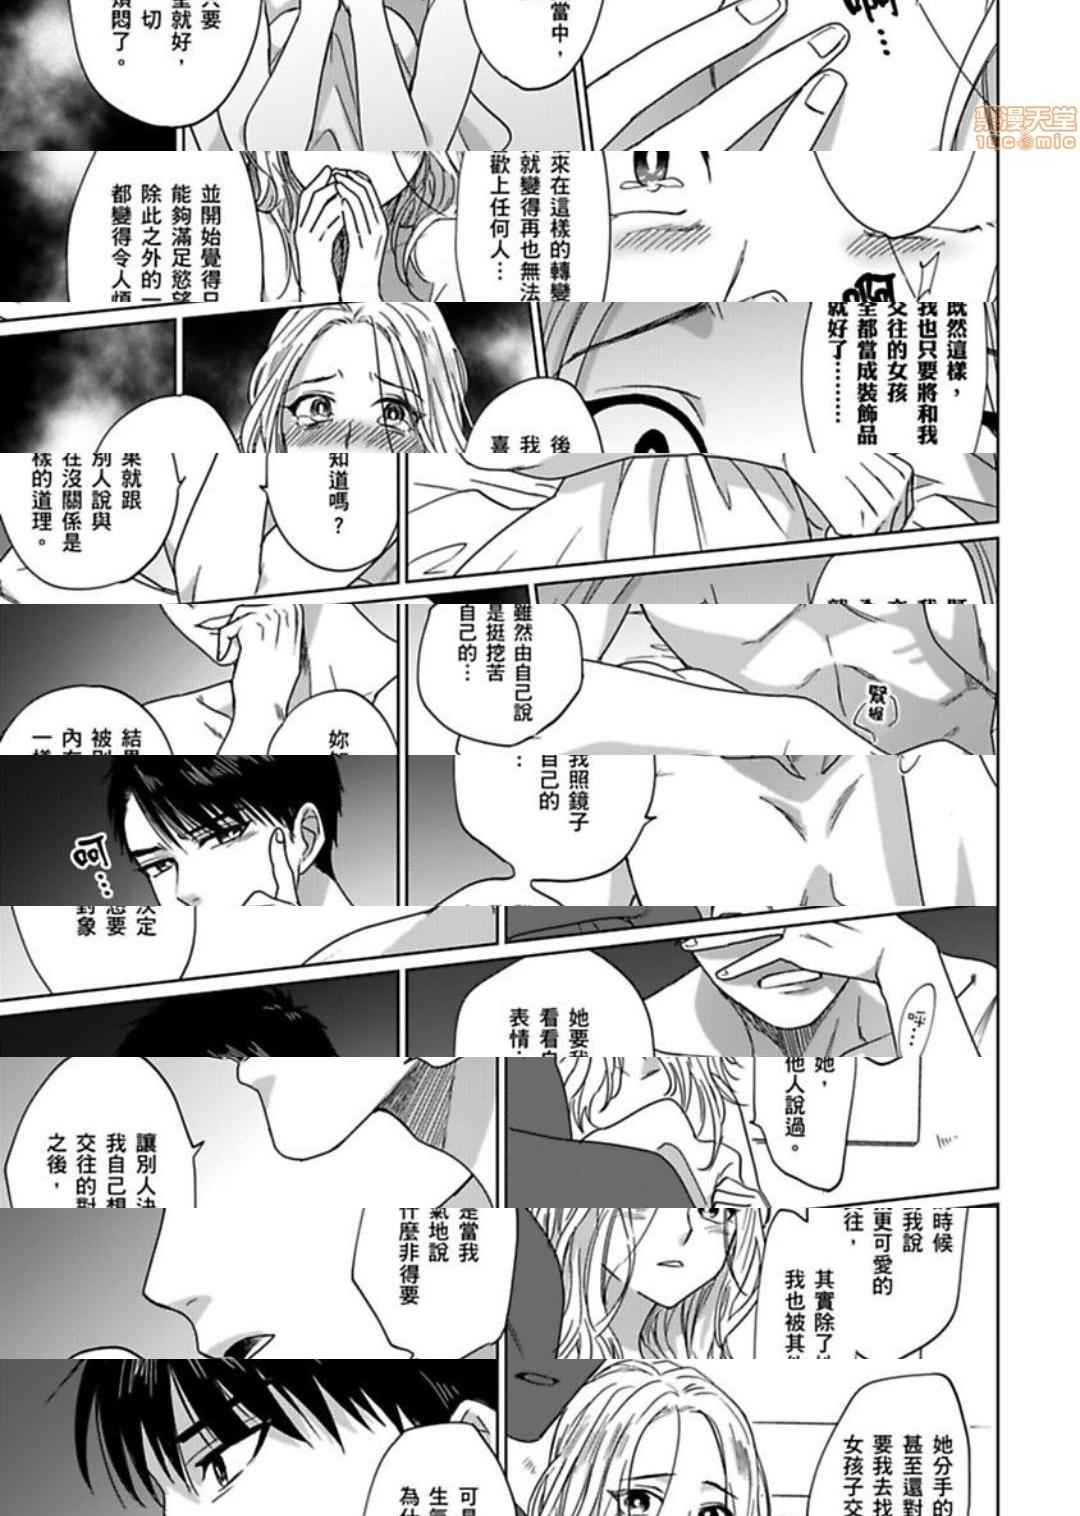 她分手的時候
甚至還對我說
要我去找更可愛的
女孩子交往，
其實除了她，
我也被其他人說過。
可是當我
生氣地說
為什麼非得要
讓別人決定
我自己想要
交往的對象
之後，
呼…
她要我照鏡子
看看自己的
表情…
呵…
雖然由自己說
是挺挖苦
自己的…
緊握
妳知道嗎？
結果就跟
被別人說與
內在沒關係是
一樣的道理。
既然這樣，
我也只要將和我
交往的女孩
全都當成裝飾品
就好了………
後來在這樣的轉變當中，
我就變得再也無法
喜歡上任何人…
並開始覺得只要
能夠滿足慾望就好，
除此之外的一切
都變得令人煩悶了。
啊…
禁漫天堂
18comic